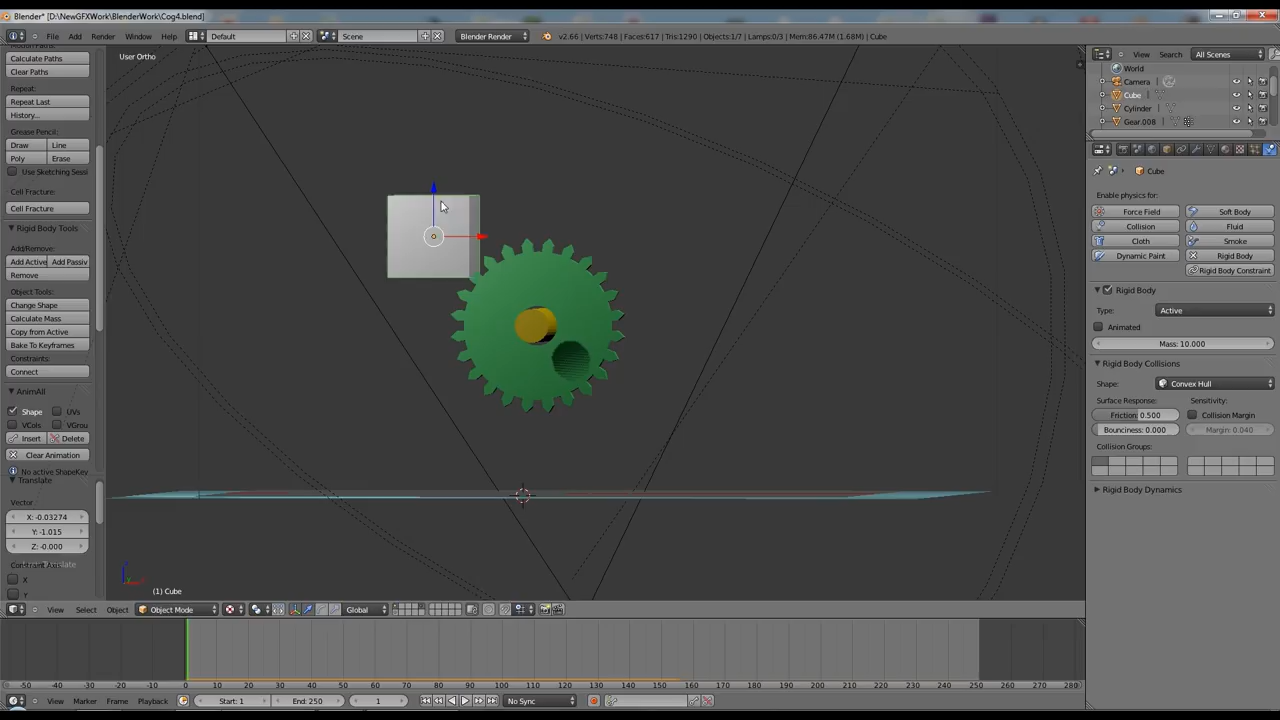 Blender* [D:\NewGFXWork\BlenderWork\Cog4.blend]
File Add Render Window Help Default Scene Blender Render v2.66 | Verts:748 | Faces:617 | Tris:1290 | Objects:1/7 | Lamps:0/3 | Mem:86.47M (1.68M) | Cube
View Search All Scenes
User Ortho
Calculate Paths
Clear Paths
Repeat:
Repeat Last
History...
Grease Pencil:
Draw Line
Poly Erase
Use Sketching Sessi
Cell Fracture:
Cell Fracture
Rigid Body Tools
Add/Remove:
Add Active Add Passiv
Remove
Object Tools:
Change Shape
Calculate Mass
Copy from Active
Bake To Keyframes
Constraints:
Connect
AnimAll
Shape UVs
VCols VGrou
Insert Delete
Clear Animation
No active ShapeKey
Translate
Vector
X: -0.03274
Y: -1.015
Z: -0.000
Constraint Axis
X
Y
Translate
(1) Cube
World
Camera
Cube
Cylinder
Gear.008
Cube
Enable physics for:
Force Field Soft Body
Collision Fluid
Cloth Smoke
Dynamic Paint Rigid Body
Rigid Body Constraint
Rigid Body
Type: Active
Animated
Mass: 10.000
Rigid Body Collisions
Shape: Convex Hull
Surface Response: Sensitivity:
Friction: 0.500 Collision Margin
Bounciness: 0.000 Margin: 0.040
Collision Groups:
Rigid Body Dynamics
View Select Object Object Mode Global
-50 -40 -30 -20 -10 0 10 20 30 40 50 60 70 80 90 100 110 120 130 140 150 160 170 180 190 200 210 220 230 240 250 260 270 280
View Marker Frame Playback Start: 1 End: 250 1 No Sync